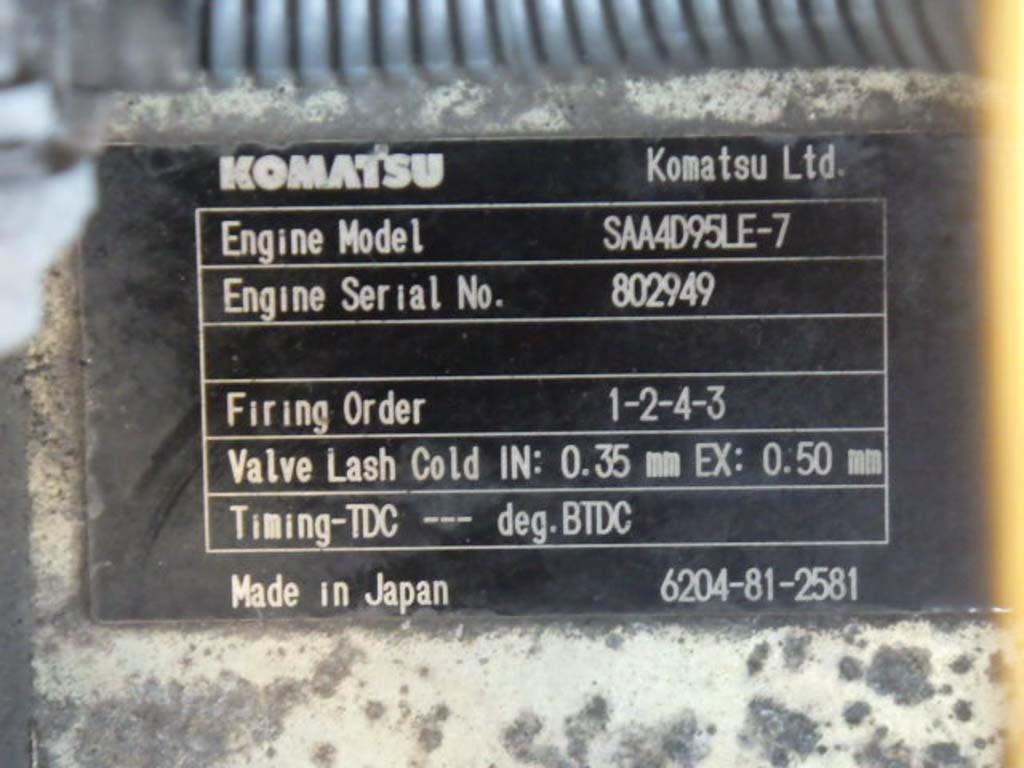 KOMATSU Komatsu Ltd.
Engine Model SAA4D95LE-7
Engine Serial No. 802949
Firing Order 1-2-4-3
Valve Lash Cold IN: 0.35 mm EX: 0.50 mm
Timing-TDC --- deg.BTDC
Made in Japan 6204-81-2581